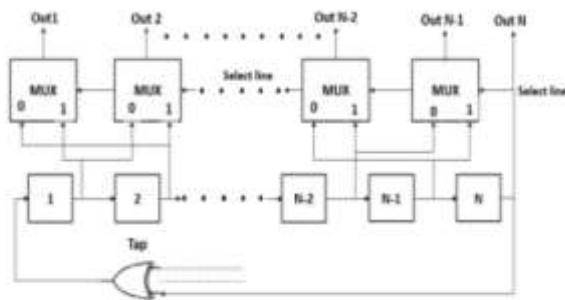 Out1 Out 2 Out N-2 Out N-1 Out N
MUX MUX Select line MUX MUX Select line
0 1 0 1 0 1 0 1
1 2 N-2 N-1 N
Tap